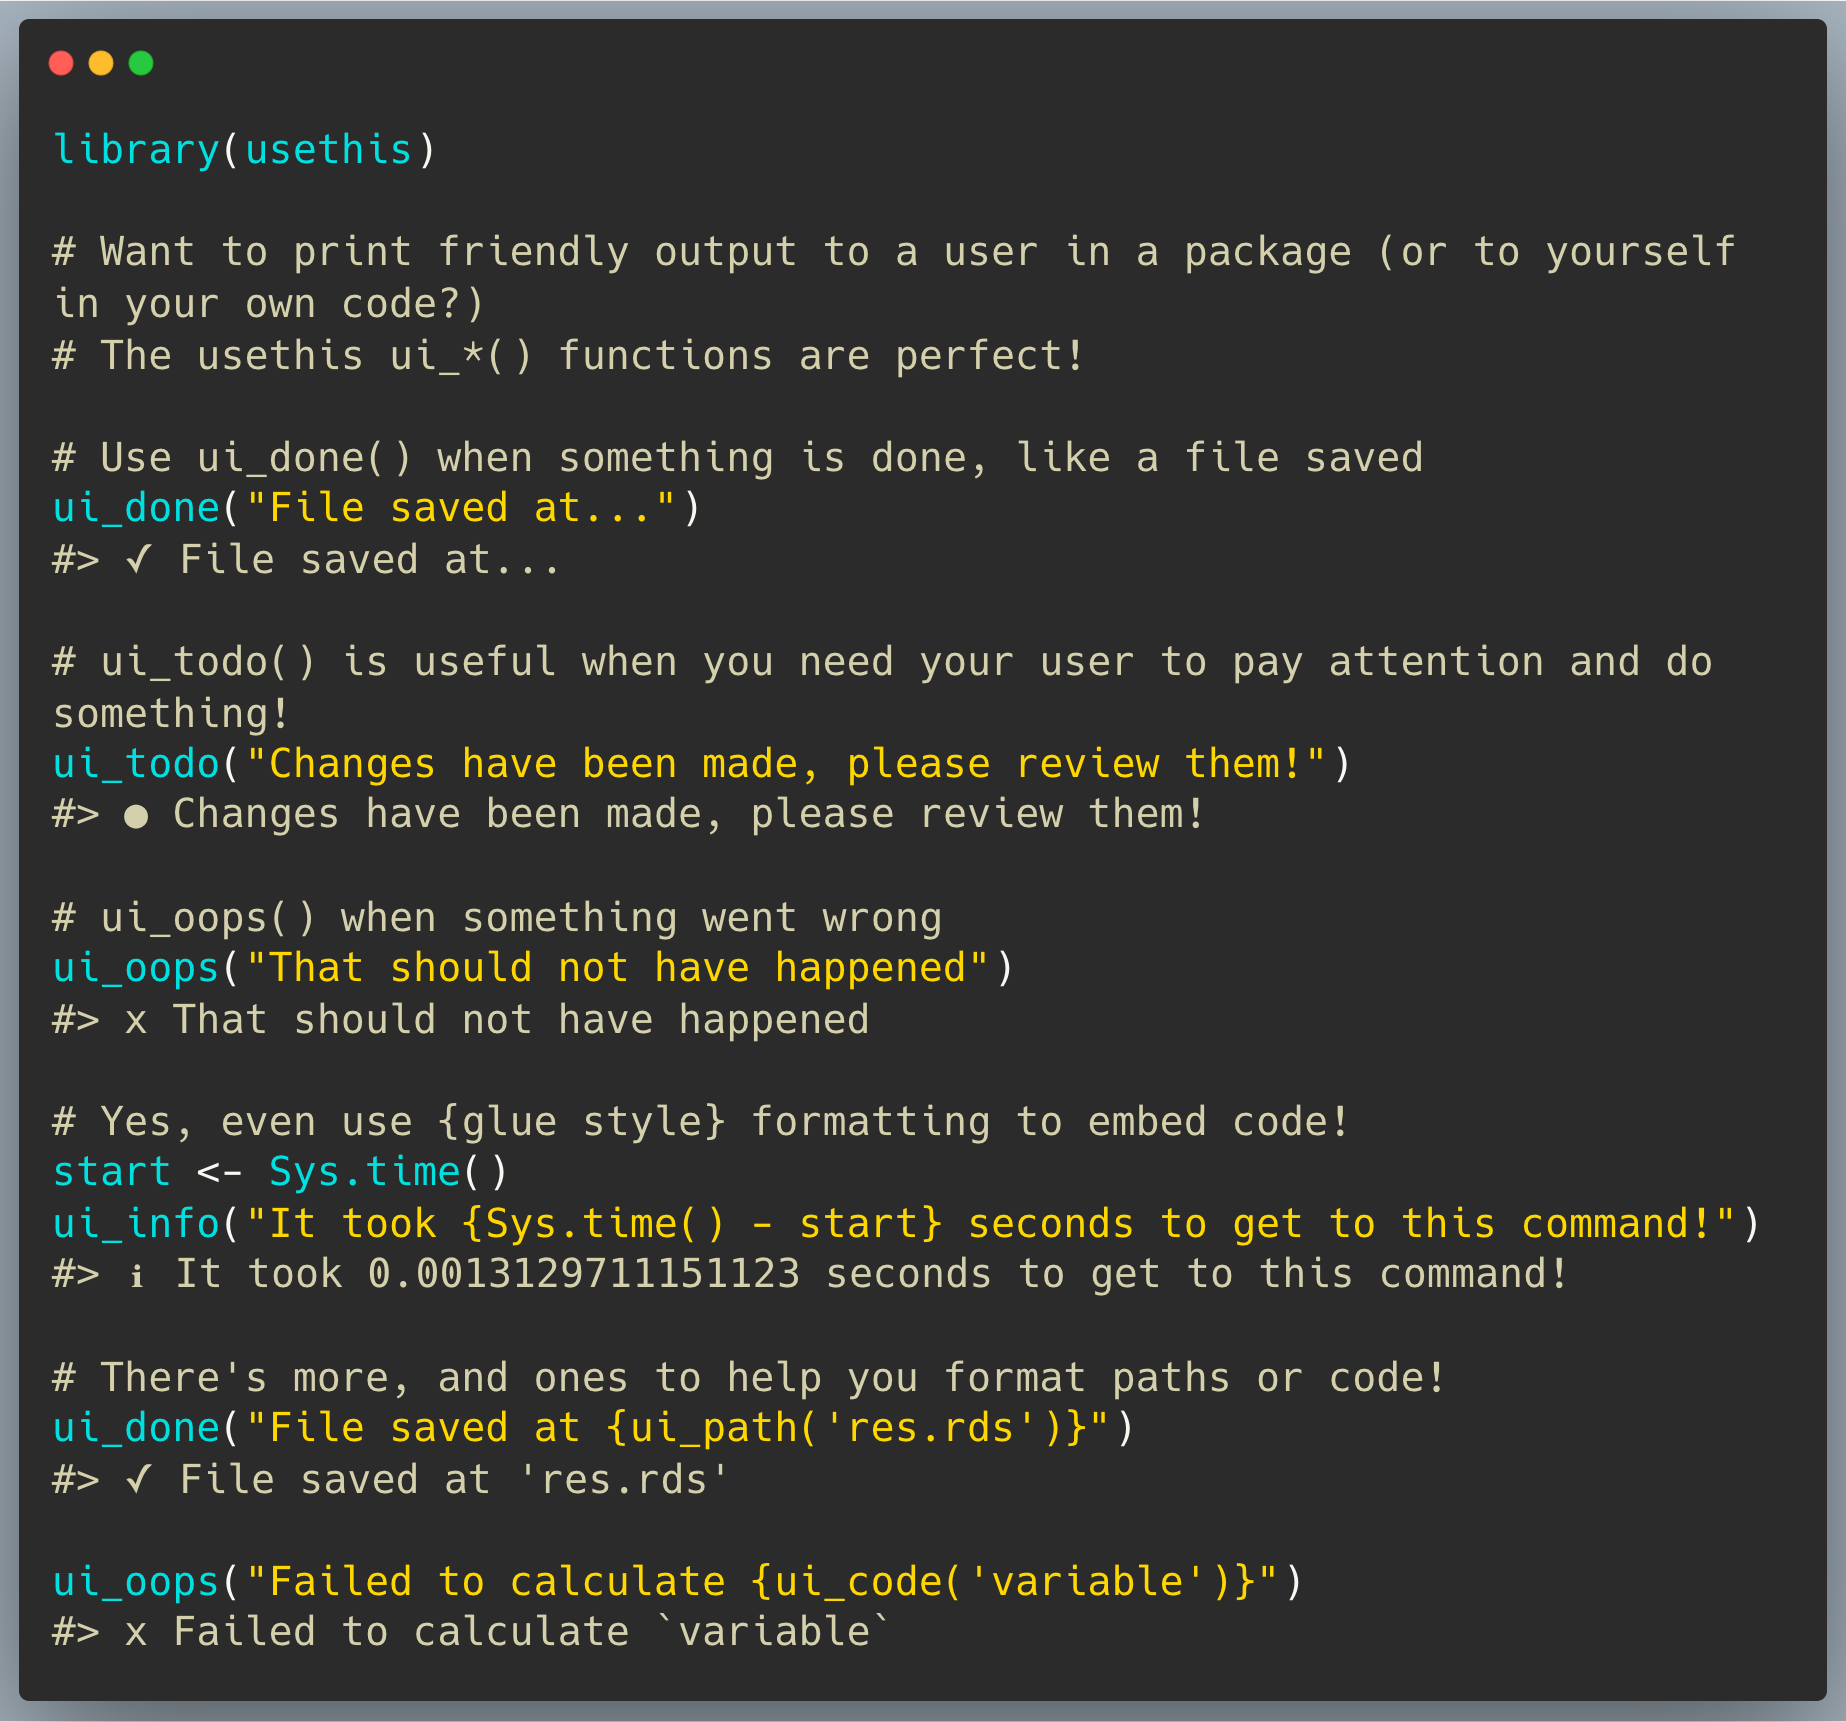 library(usethis)
# Want to print friendly output to a user in a package (or to yourself
in your own code?)
# The usethis ui_*() functions are perfect!
# Use ui_done() when something is done, like a file saved
ui_done("File saved at...")
#> ✓ File saved at...
# ui_todo() is useful when you need your user to pay attention and do
something!
ui_todo("Changes have been made, please review them!")
#> ● Changes have been made, please review them!
# ui_oops() when something went wrong
ui_oops("That should not have happened")
#> x That should not have happened
# Yes, even use {glue style} formatting to embed code!
start <- Sys.time()
ui_info("It took {Sys.time() - start} seconds to get to this command!")
#> ℹ It took 0.0013129711151123 seconds to get to this command!
# There's more, and ones to help you format paths or code!
ui_done("File saved at {ui_path('res.rds')}")
#> ✓ File saved at 'res.rds'
ui_oops("Failed to calculate {ui_code('variable')}")
#> x Failed to calculate `variable`